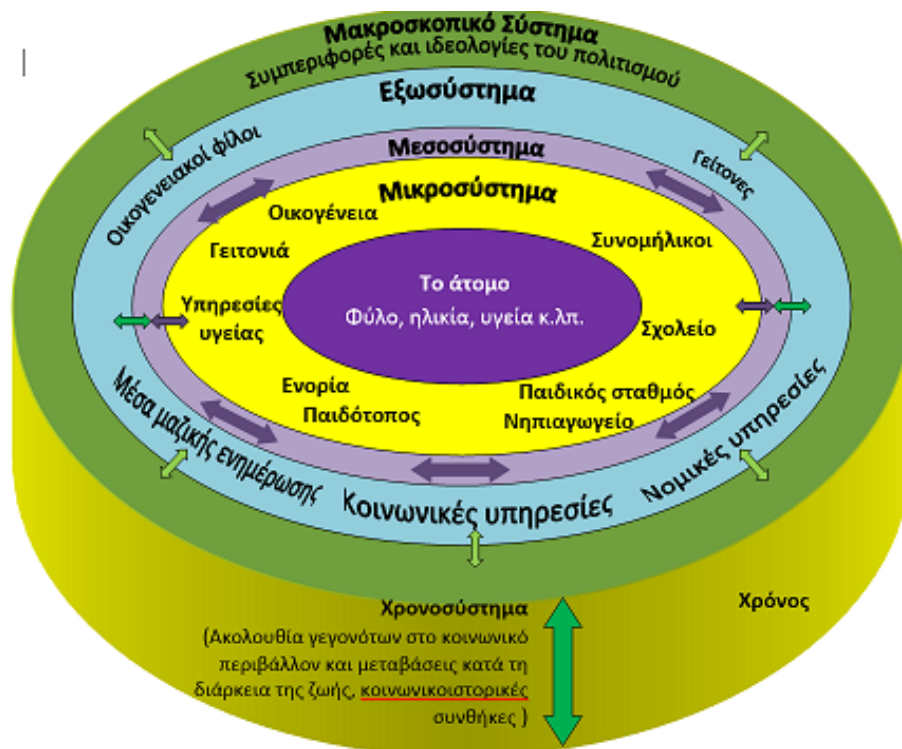 Μακροσκοπικό Σύστημα
Συμπεριφορές και ιδεολογίες του πολιτισμού
Εξωσύστημα
Οικογενειακοί φίλοι
Γείτονες
Μεσοσύστημα
Μικροσύστημα
Οικογένεια
Συνομήλικοι
Γειτονιά
Το άτομο
Φύλο, ηλικία, υγεία κ.λπ.
Υπηρεσίες
υγείας
Σχολείο
Ενορία
Παιδότοπος
Παιδικός σταθμός
Νηπιαγωγείο
Μέσα μαζικής ενημέρωσης
Κοινωνικές υπηρεσίες
Νομικές υπηρεσίες
Χρονοσύστημα
(Ακολουθία γεγονότων στο κοινωνικό
περιβάλλον και μεταβάσεις κατά τη
διάρκεια της ζωής, κοινωνικοιστορικές
συνθήκες )
Χρόνος